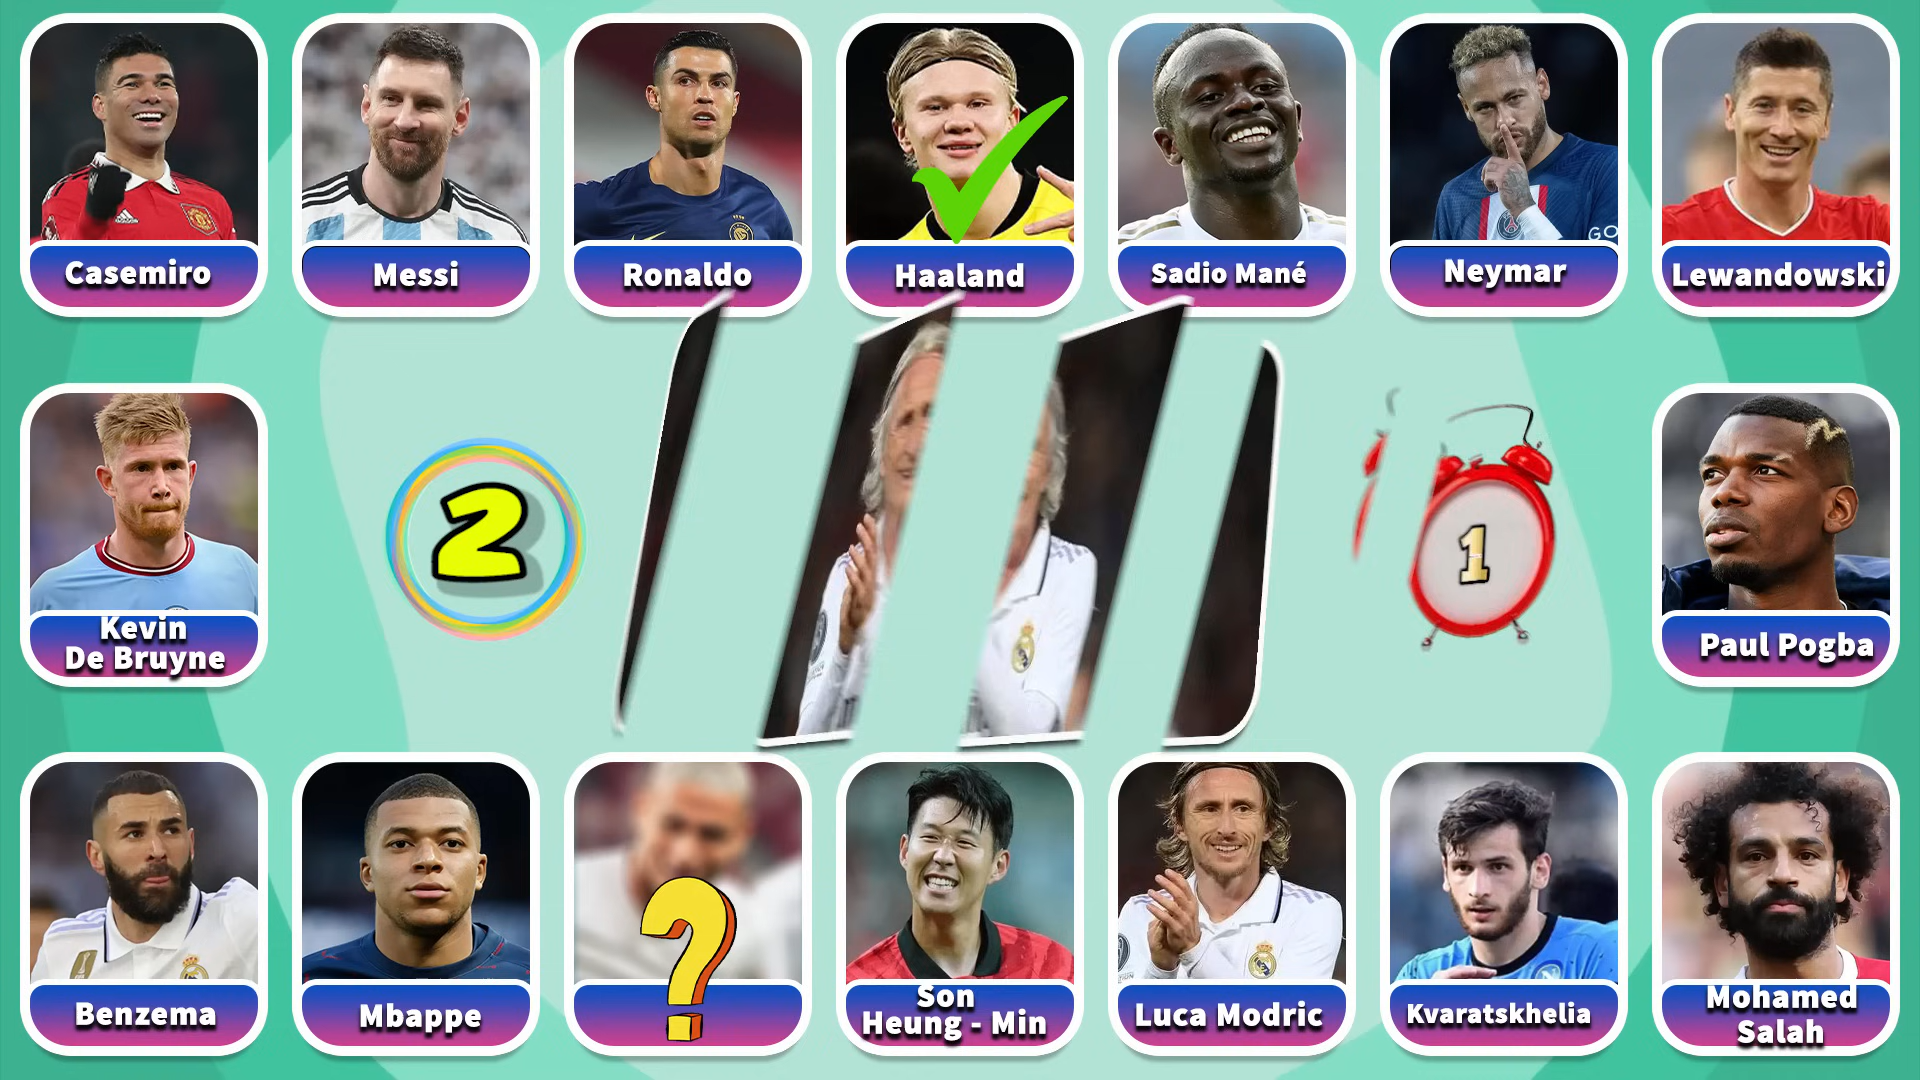 Casemiro
Messi
Ronaldo
Haaland
Sadio Mané
GO
Neymar
Lewandowski
Kevin
De Bruyne
2
1
Paul Pogba
Benzema
Mbappe
?
Son
Heung - Min
Luca Modric
Kvaratskhelia
Mohamed
Salah